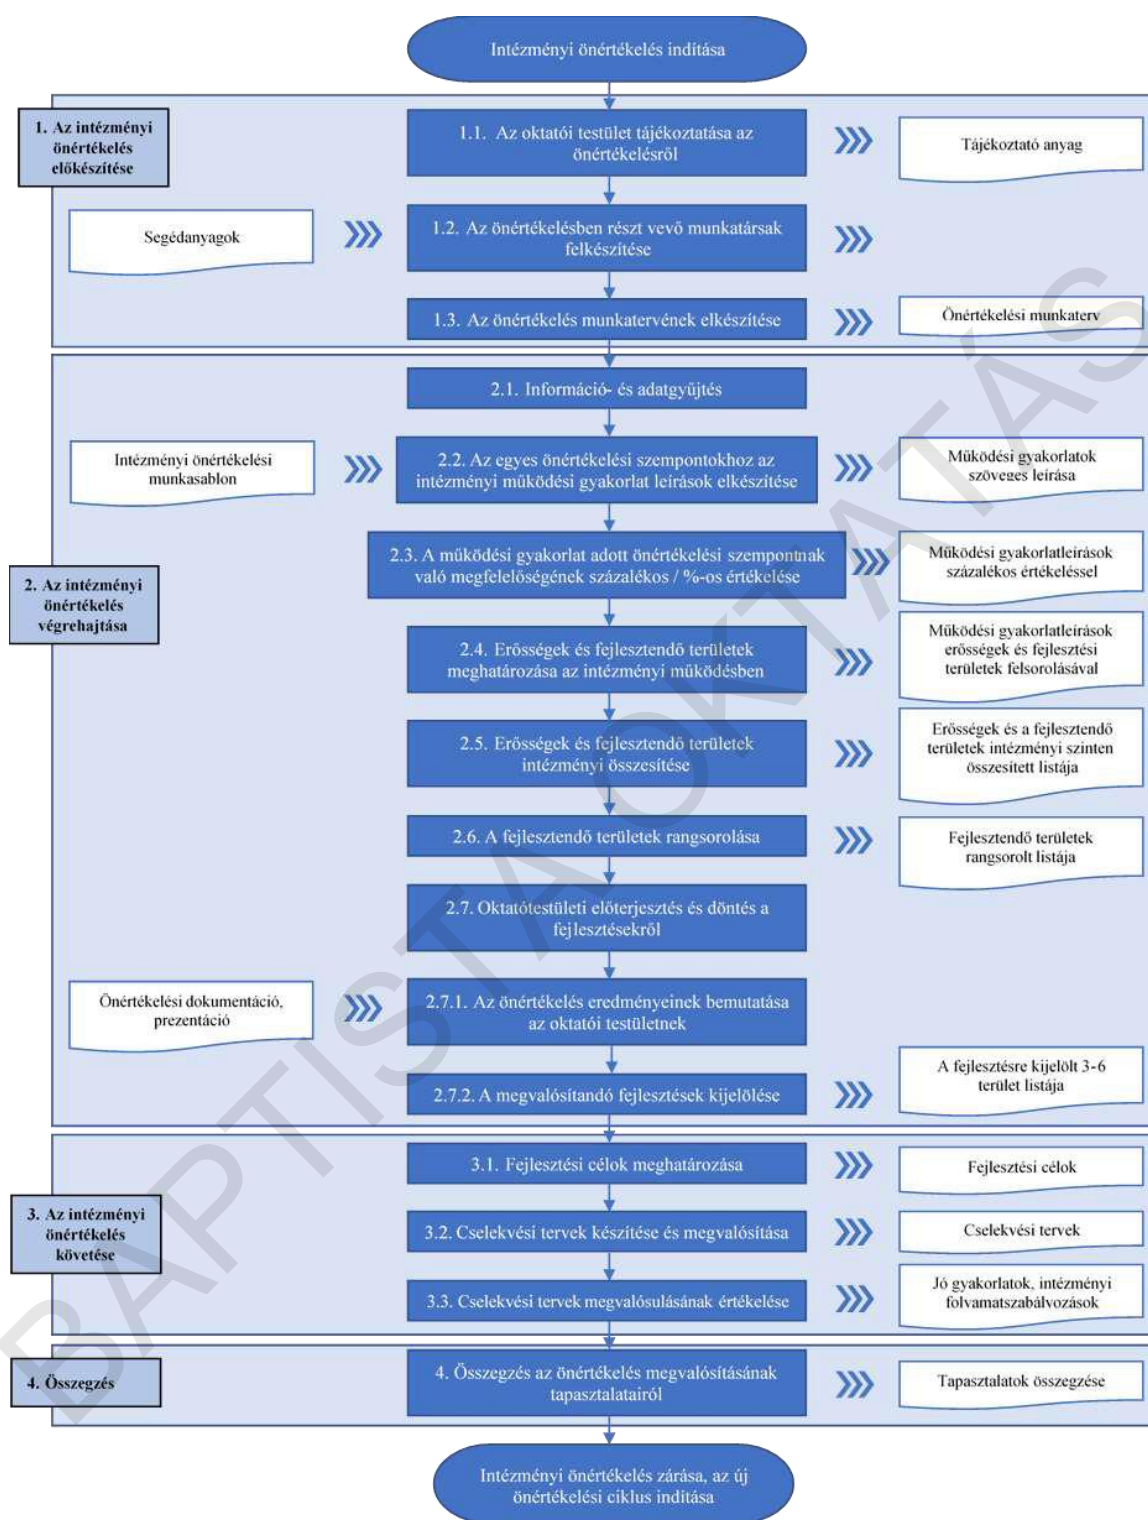 Intézményi önértékelés indítása
1. Az intézményi
önértékelés
előkészítése
1.1. Az oktatói testület tájékoztatása az
önértékelésről
Tájékoztató anyag
Segédanyagok
1.2. Az önértékelésben részt vevő munkatársak
felkészítése
1.3. Az önértékelés munkatervének elkészítése
Önértékelési munkaterv
2. Az intézményi
önértékelés
végrehajtása
2.1. Információ- és adatgyűjtés
Intézményi önértékelési
munkasablon
2.2. Az egyes önértékelési szempontokhoz az
intézményi működési gyakorlat leírások elkészítése
Működési gyakorlatok
szöveges leírása
2.3. A működési gyakorlat adott önértékelési szempontnak
való megfelelőségének százalékos / %-os értékelése
Működési gyakorlatleírások
százalékos értékeléssel
2.4. Erősségek és fejlesztendő területek
meghatározása az intézményi működésben
Működési gyakorlatleírások
erősségek és fejlesztési
területek felsorolásával
2.5. Erősségek és fejlesztendő területek
intézményi összesítése
Erősségek és a fejlesztendő
területek intézményi szinten
összesített listája
2.6. A fejlesztendő területek rangsorolása
Fejlesztendő területek
rangsorolt listája
2.7. Oktatótestületi előterjesztés és döntés a
fejlesztésekről
Önértékelési dokumentáció,
prezentáció
2.7.1. Az önértékelés eredményeinek bemutatása
az oktatói testületnek
2.7.2. A megvalósítandó fejlesztések kijelölése
A fejlesztésre kijelölt 3-6
terület listája
3. Az intézményi
önértékelés
követése
3.1. Fejlesztési célok meghatározása
Fejlesztési célok
3.2. Cselekvési tervek készítése és megvalósítása
Cselekvési tervek
3.3. Cselekvési tervek megvalósulásának értékelése
Jó gyakorlatok, intézményi
folyamatszabályozások
4. Összegzés
4. Összegzés az önértékelés megvalósításának
tapasztalatairól
Tapasztalatok összegzése
Intézményi önértékelés zárása, az új
önértékelési ciklus indítása
BAPTISTA OKTATÁS